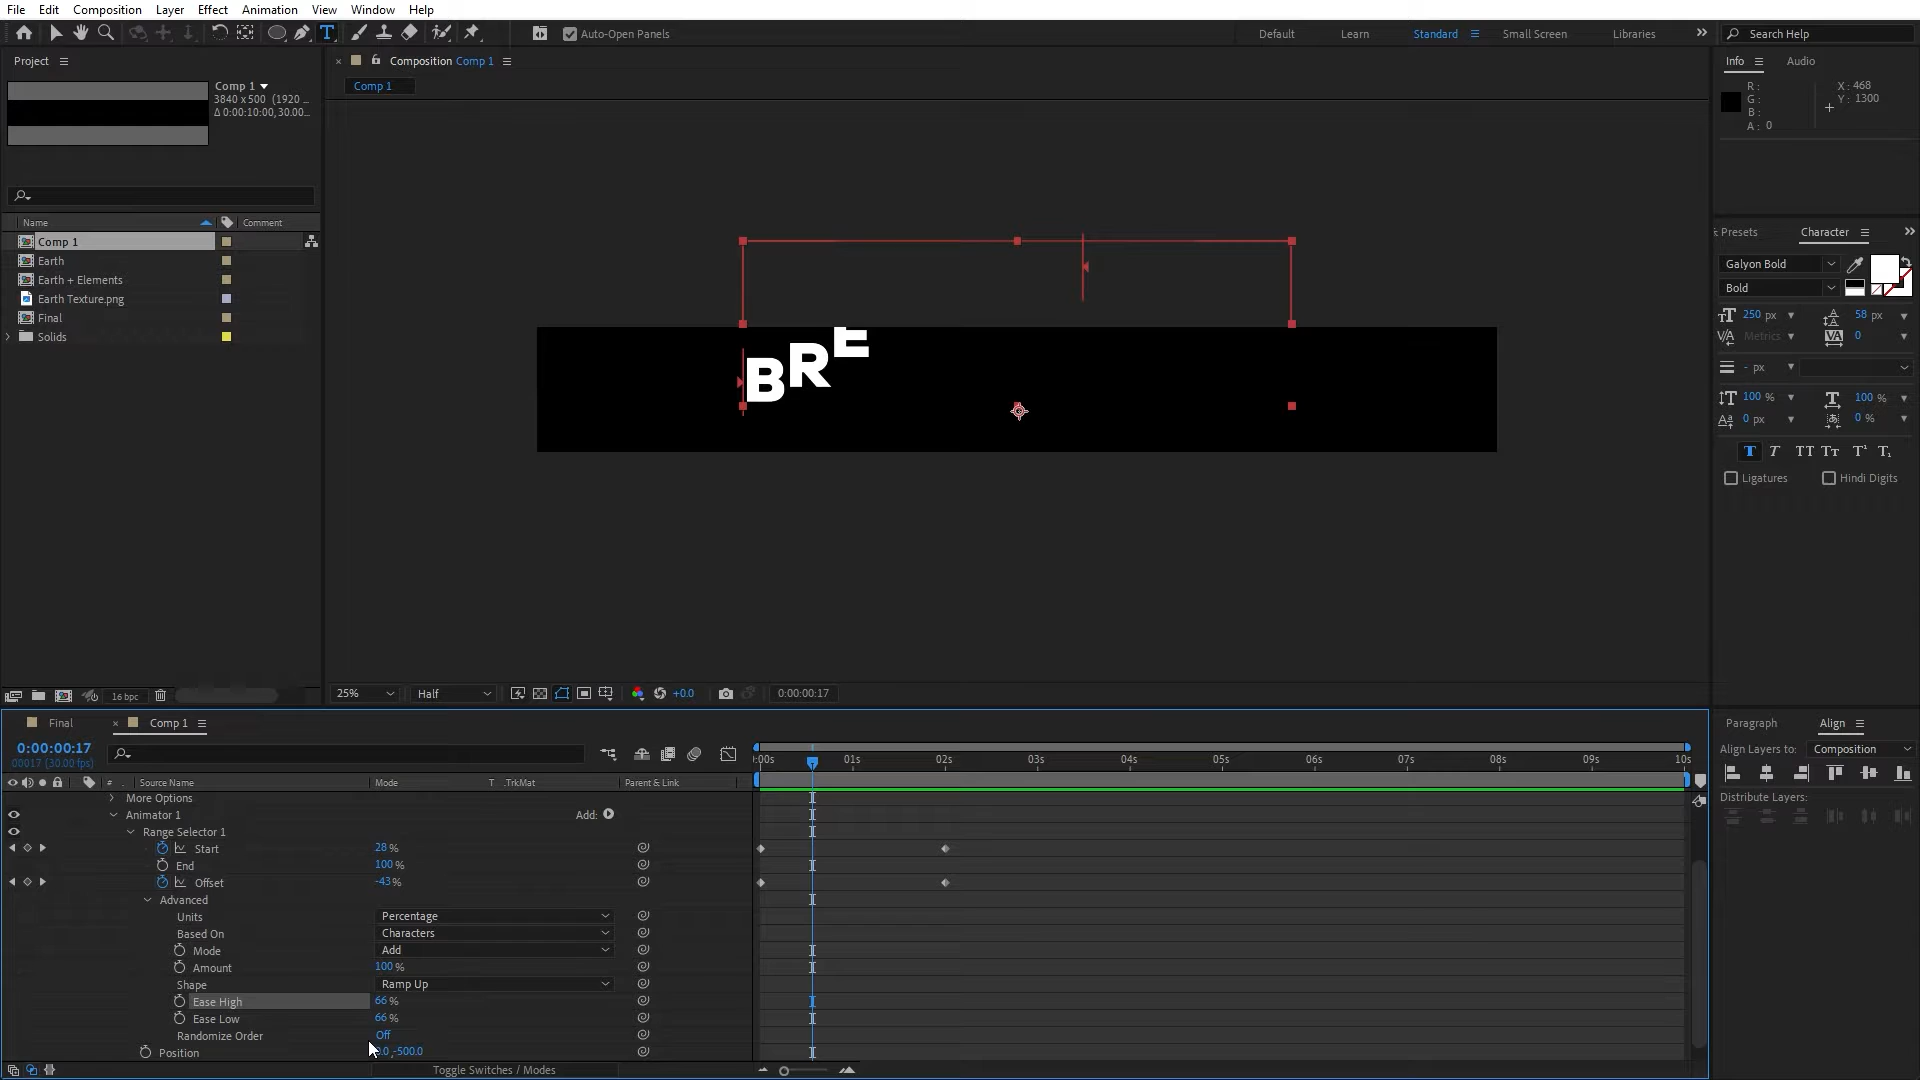 File Edit Composition Layer Effect Animation View Window Help
Auto-Open Panels Default Learn Standard Small Screen Libraries Search Help
Project
Comp 1
3840 x 500 (1920 ...
Δ 0:00:10:00, 30.00...
Name Comment
Comp 1
Earth
Earth + Elements
Earth Texture.png
Final
Solids
16 bpc
Composition Comp 1
Comp 1
BRE
25% Half +0.0 0:00:00:17
Info Audio
R :
G :
B :
A : 0
X : 468
Y : 1300
Presets Character
Galyon Bold
Bold
250 px 58 px
Metrics 0
- px
100 % 100 %
0 px 0 %
T T TT Tt T¹ T₁
Ligatures Hindi Digits
Paragraph Align
Align Layers to: Composition
Distribute Layers:
Final Comp 1
0:00:00:17
00017 (30.00 fps)
# Source Name Mode T .TrkMat Parent & Link
:00s 01s 02s 03s 04s 05s 06s 07s 08s 09s 10s
More Options
Animator 1 Add:
Range Selector 1
Start 28 %
End 100 %
Offset -43 %
Advanced
Units Percentage
Based On Characters
Mode Add
Amount 100 %
Shape Ramp Up
Ease High 66 %
Ease Low 66 %
Randomize Order Off
Position 0.0 ,-500.0
Toggle Switches / Modes